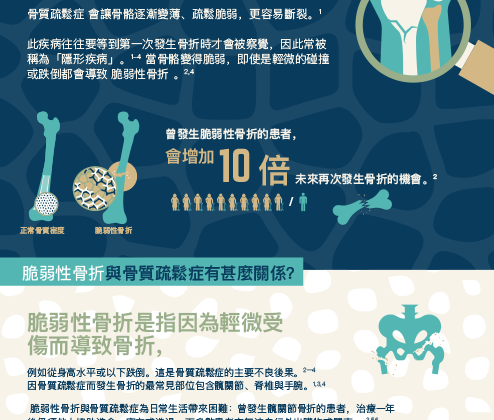 骨質疏鬆症 會讓骨骼逐漸變薄、疏鬆脆弱，更容易斷裂。¹
此疾病往往要等到第一次發生骨折時才會被察覺，因此常被
稱為「隱形疾病」。¹⁻⁴ 當骨骼變得脆弱，即使是輕微的碰撞
或跌倒都會導致 脆弱性骨折 。²,⁴
曾發生脆弱性骨折的患者，
會增加 10 倍 未來再次發生骨折的機會。²
/
正常骨質密度 脆弱性骨折
脆弱性骨折與骨質疏鬆症有甚麼關係?
脆弱性骨折是指因為輕微受
傷而導致骨折，
例如從身高水平或以下跌倒。這是骨質疏鬆症的主要不良後果。²⁻⁴
因骨質疏鬆症而發生骨折的最常見部位包含髖關節、脊椎與手腕。¹,³,⁴
脆弱性骨折與骨質疏鬆症為日常生活帶來困難：曾發生髖關節骨折的患者，治療一年